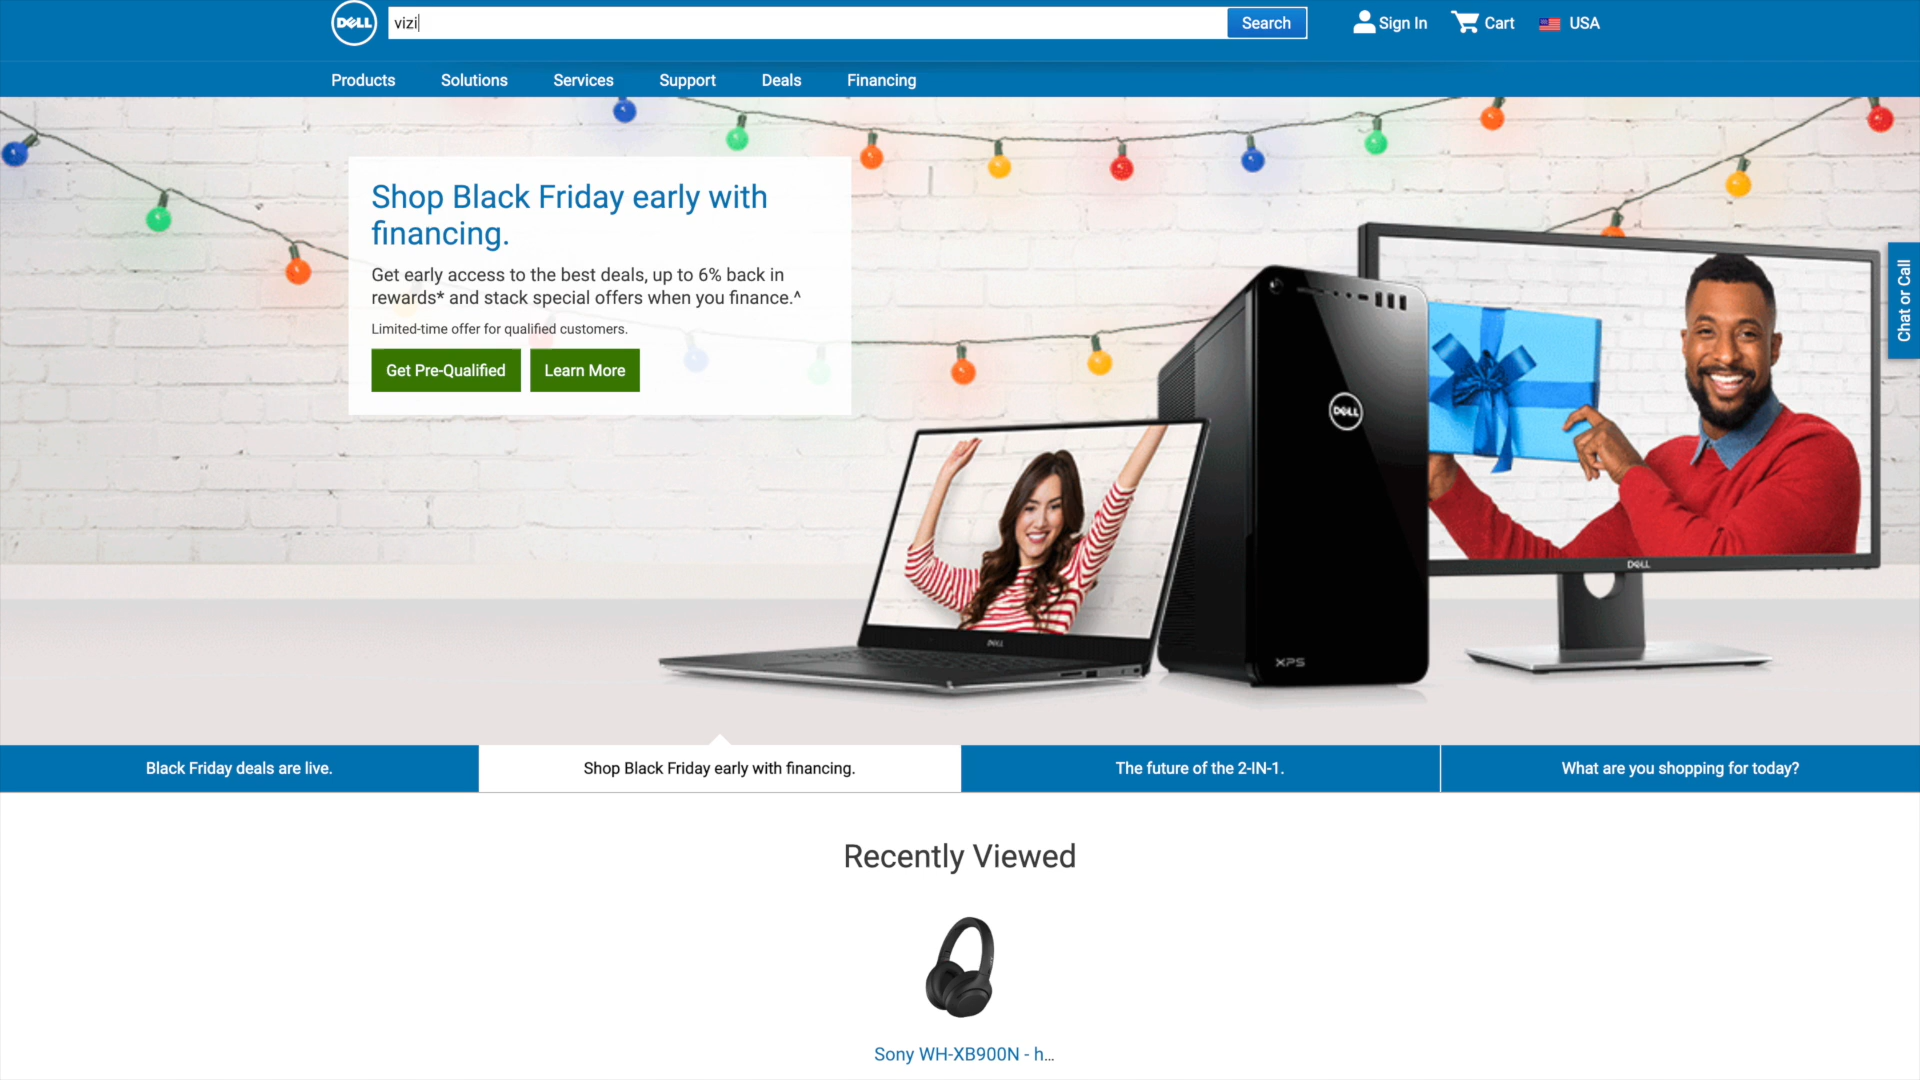 DELL
vizi
Search
Sign In
Cart
USA
Products
Solutions
Services
Support
Deals
Financing
Shop Black Friday early with
financing.
Get early access to the best deals, up to 6% back in
rewards* and stack special offers when you finance.^
Limited-time offer for qualified customers.
Get Pre-Qualified
Learn More
Chat or Call
DELL
DELL
DELL
XPS
Black Friday deals are live.
Shop Black Friday early with financing.
The future of the 2-IN-1.
What are you shopping for today?
Recently Viewed
Sony WH-XB900N - h...